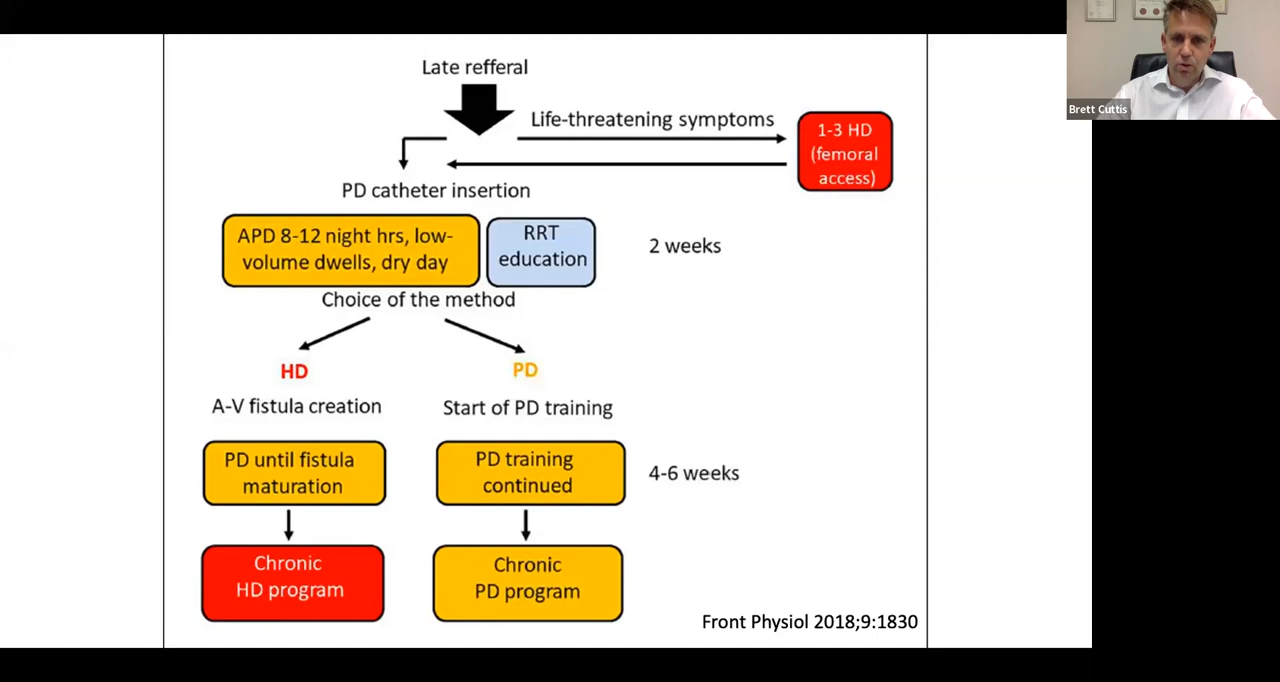 Late refferal
Life-threatening symptoms
1-3 HD
(femoral
access)
PD catheter insertion
APD 8-12 night hrs, low-
volume dwells, dry day
RRT
education
2 weeks
Choice of the method
HD
PD
A-V fistula creation
Start of PD training
PD until fistula
maturation
PD training
continued
4-6 weeks
Chronic
HD program
Chronic
PD program
Front Physiol 2018;9:1830
Brett Cuttis